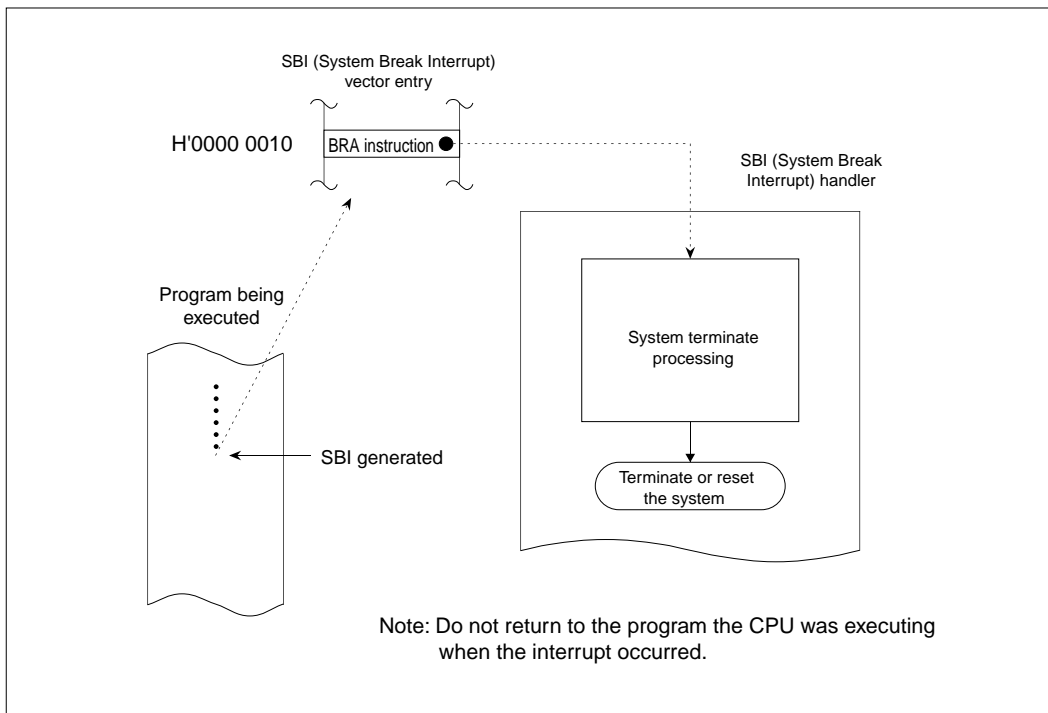 SBI (System Break Interrupt)
vector entry
H'0000 0010
BRA instruction
SBI (System Break
Interrupt) handler
Program being
executed
System terminate
processing
SBI generated
Terminate or reset
the system
Note: Do not return to the program the CPU was executing
when the interrupt occurred.